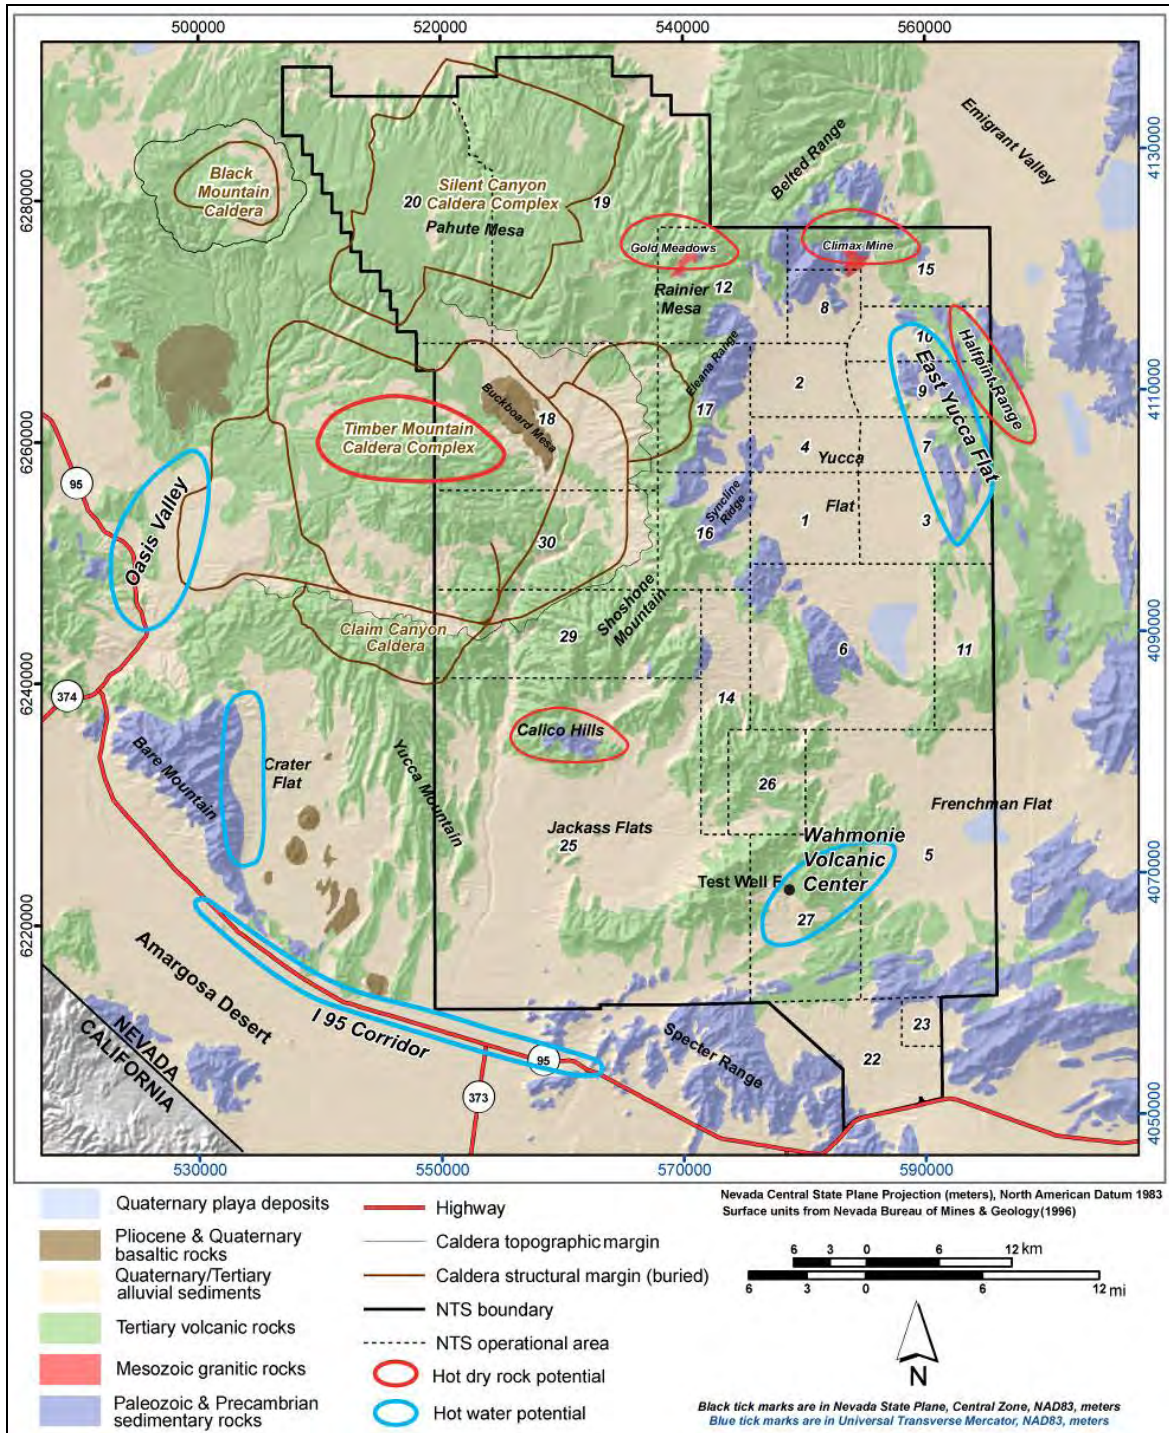 500000
520000
540000
560000
6280000
6260000
6240000
6220000
4130000
4110000
4090000
4070000
4050000
530000
550000
570000
590000
Emigrant Valley
Belted Range
Black
Mountain
Caldera
Silent Canyon
Caldera Complex
20
19
Pahute Mesa
Gold Meadows
Climax Mine
15
Rainier
Mesa
12
8
10
Halfpint Range
East Yucca Flat
9
Eleana Range
2
17
Buckboard Mesa
18
Timber Mountain
Caldera Complex
4
Yucca
7
95
Oasis Valley
Syncline
Ridge
Flat
1
3
16
30
Shoshone
Mountain
Claim Canyon
Caldera
29
6
11
374
14
Calico Hills
Bare Mountain
Crater
Flat
Yucca Mountain
26
Frenchman Flat
Jackass Flats
25
Wahmonie
Volcanic
Center
5
Test Well F
27
Amargosa Desert
I 95 Corridor
NEVADA
CALIFORNIA
95
373
Specter Range
23
22
Quaternary playa deposits
Pliocene & Quaternary
basaltic rocks
Quaternary/Tertiary
alluvial sediments
Tertiary volcanic rocks
Mesozoic granitic rocks
Paleozoic & Precambrian
sedimentary rocks
Highway
Caldera topographic margin
Caldera structural margin (buried)
NTS boundary
NTS operational area
Hot dry rock potential
Hot water potential
Nevada Central State Plane Projection (meters), North American Datum 1983
Surface units from Nevada Bureau of Mines & Geology (1996)
6 3 0 6 12 km
6 3 0 6 12 mi
N
Black tick marks are in Nevada State Plane, Central Zone, NAD83, meters
Blue tick marks are in Universal Transverse Mercator, NAD83, meters